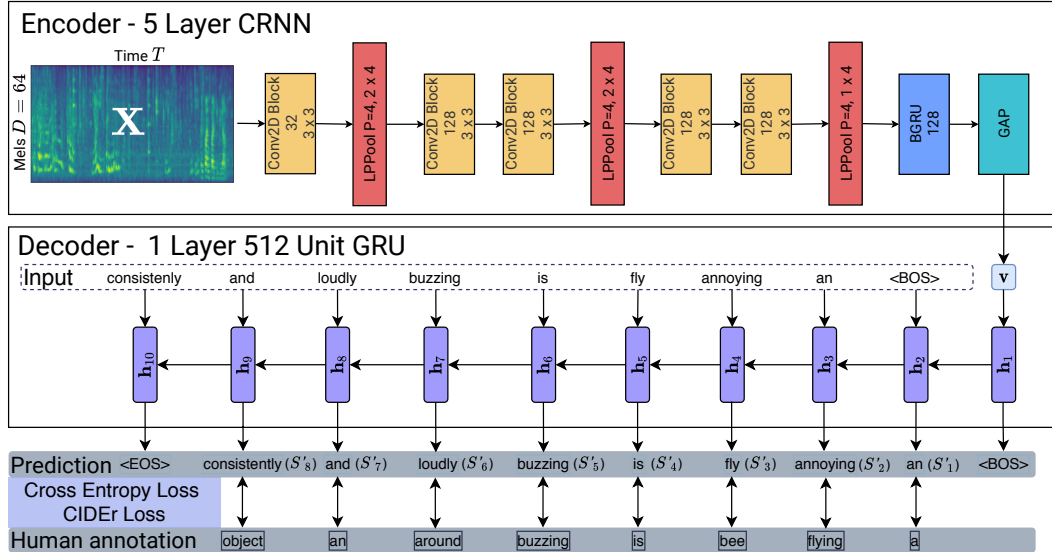 Encoder - 5 Layer CRNN
Time T
Mels D = 64
X
Conv2D Block
32
3 x 3
LPPool P=4, 2 x 4
Conv2D Block
128
3 x 3
Conv2D Block
128
3 x 3
LPPool P=4, 2 x 4
Conv2D Block
128
3 x 3
Conv2D Block
128
3 x 3
LPPool P=4, 1 x 4
BGRU
128
GAP
Decoder - 1 Layer 512 Unit GRU
Input consistenly and loudly buzzing is fly annoying an <BOS> v
h10 h9 h8 h7 h6 h5 h4 h3 h2 h1
Prediction <EOS> consistently (S'8) and (S'7) loudly (S'6) buzzing (S'5) is (S'4) fly (S'3) annoying (S'2) an (S'1) <BOS>
Cross Entropy Loss
CIDEr Loss
Human annotation object an around buzzing is bee flying a